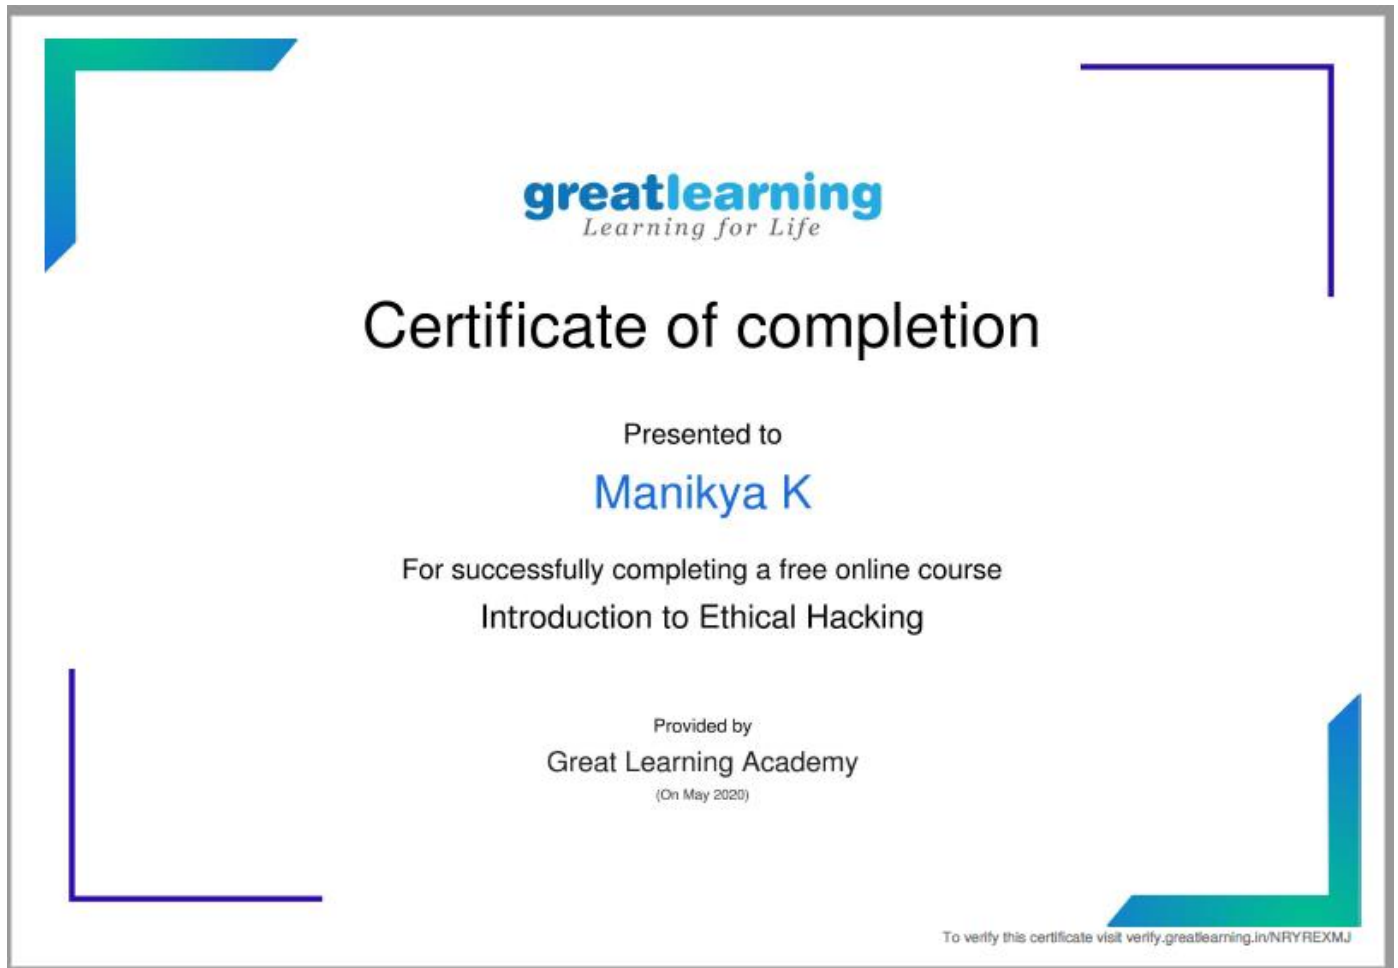 greatlearning
Learning for Life
Certificate of completion
Presented to
Manikya K
For successfully completing a free online course
Introduction to Ethical Hacking
Provided by
Great Learning Academy
(On May 2020)
To verify this certificate visit verify.greatlearning.in/NRYREXMJ